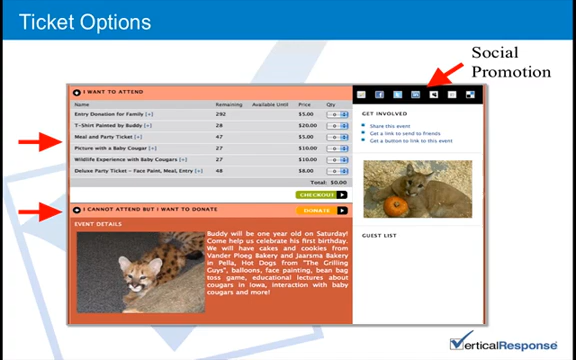 Ticket Options
Social
Promotion
I WANT TO ATTEND
Name Remaining Available Until Price Qty
Entry Donation for Family [+] 292 $5.00 0
T-Shirt Painted by Buddy [+] 28 $20.00 0
Meal and Party Ticket [+] 47 $5.00 0
Picture with a Baby Cougar [+] 27 $10.00 0
Wildlife Experience with Baby Cougars [+] 27 $10.00 0
Deluxe Party Ticket - Face Paint, Meal, Entry [+] 48 $8.00 0
Total: $0.00
CHECKOUT
I CANNOT ATTEND BUT I WANT TO DONATE
DONATE
EVENT DETAILS
Buddy will be one year old on Saturday!
Come help us celebrate his first birthday.
We will have cakes and cookies from
Vander Ploeg Bakery and Jaarsma Bakery
in Pella, Hot Dogs from "The Grilling
Guys", balloons, face painting, bean bag
toss game, educational lectures about
cougars in Iowa, interaction with baby
cougars and more!
GET INVOLVED
Share this event
Get a link to send to friends
Get a button to link to this event
GUEST LIST
VerticalResponse